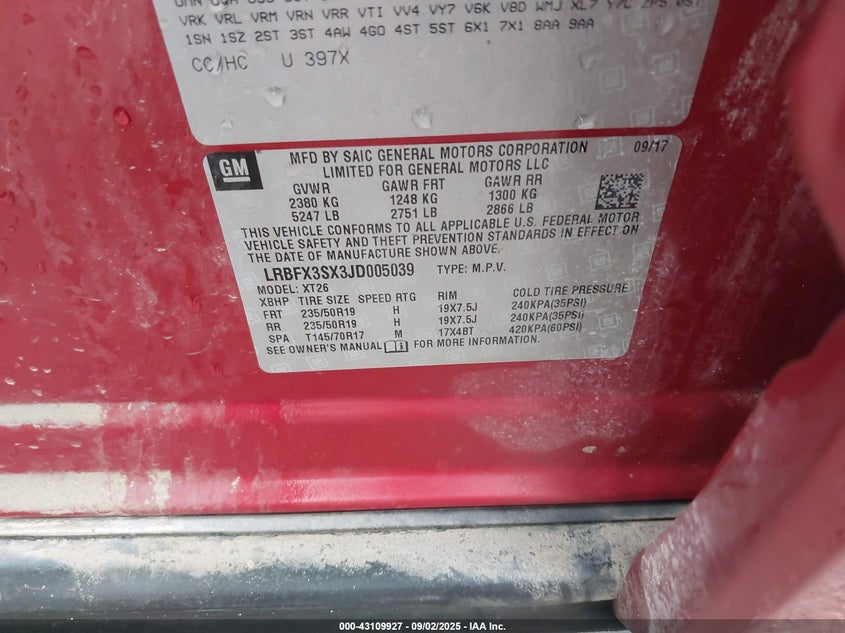 VRK VRL VRM VRN VRR VTI VV4 VY7 V6K V8D WMJ XL7 Y7C 2PS 0ST
1SN 1SZ 2ST 3ST 4AW 4GO 4ST 5ST 6X1 7X1 8AA 9AA
CC/HC U 397X
GM
MFD BY SAIC GENERAL MOTORS CORPORATION 09/17
LIMITED FOR GENERAL MOTORS LLC
GVWR GAWR FRT GAWR RR
2380 KG 1248 KG 1300 KG
5247 LB 2751 LB 2866 LB
THIS VEHICLE CONFORMS TO ALL APPLICABLE U.S. FEDERAL MOTOR
VEHICLE SAFETY AND THEFT PREVENTION STANDARDS IN EFFECT ON
THE DATE OF MANUFACTURE SHOWN ABOVE.
LRBFX3SX3JD005039 TYPE: M.P.V.
MODEL: XT26
XBHP TIRE SIZE SPEED RTG RIM COLD TIRE PRESSURE
FRT 235/50R19 H 19X7.5J 240KPA(35PSI)
RR 235/50R19 H 19X7.5J 240KPA(35PSI)
SPA T145/70R17 M 17X4BT 420KPA(60PSI)
SEE OWNER'S MANUAL FOR MORE INFORMATION.
000-43109927 - 09/02/2025 - IAA Inc.